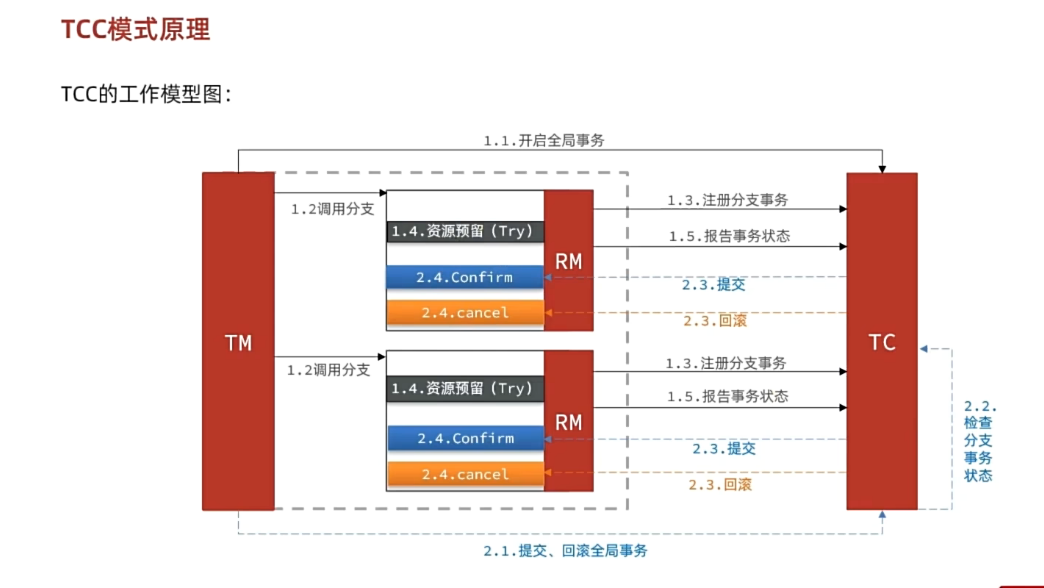 TCC模式原理
TCC的工作模型图：
1.1.开启全局事务
1.2调用分支
1.3.注册分支事务
1.4.资源预留（Try）
1.5.报告事务状态
RM
2.4.Confirm
2.3.提交
2.4.cancel
2.3.回滚
TM
TC
1.2调用分支
1.3.注册分支事务
1.4.资源预留（Try）
1.5.报告事务状态
RM
2.4.Confirm
2.3.提交
2.4.cancel
2.3.回滚
2.2.
检查
分支
事务
状态
2.1.提交、回滚全局事务